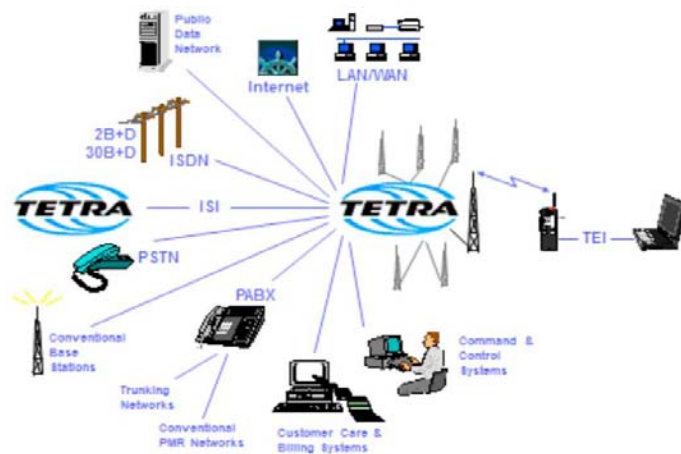 Public
Data
Network
Internet
LAN/WAN
2B+D
30B+D
ISDN
TETRA
ISI
TETRA
TEI
PSTN
PABX
Conventional
Base
Stations
Trunking
Networks
Conventional
PMR Networks
Customer Care &
Billing Systems
Command &
Control
Systems